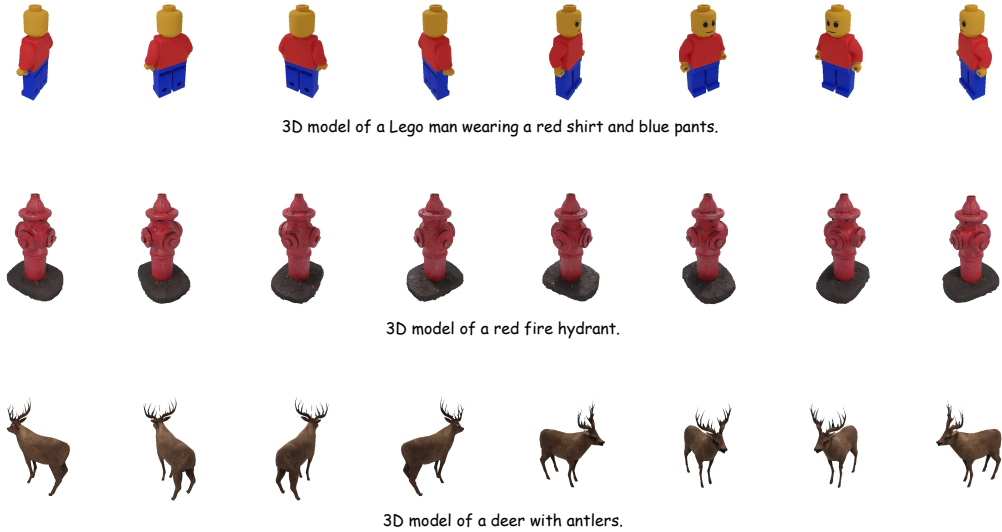 3D model of a Lego man wearing a red shirt and blue pants.
3D model of a red fire hydrant.
3D model of a deer with antlers.